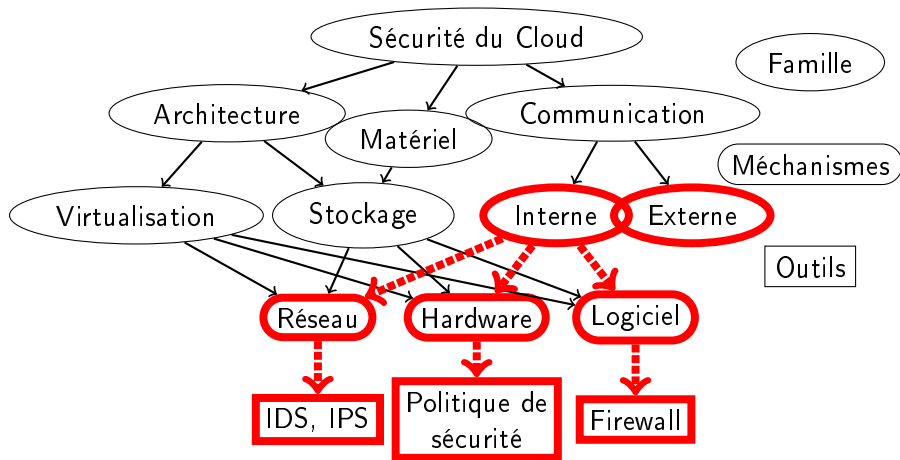 Sécurité du Cloud
Famille
Architecture
Matériel
Communication
Méchanismes
Virtualisation
Stockage
Interne
Externe
Outils
Réseau
Hardware
Logiciel
IDS, IPS
Politique de
sécurité
Firewall